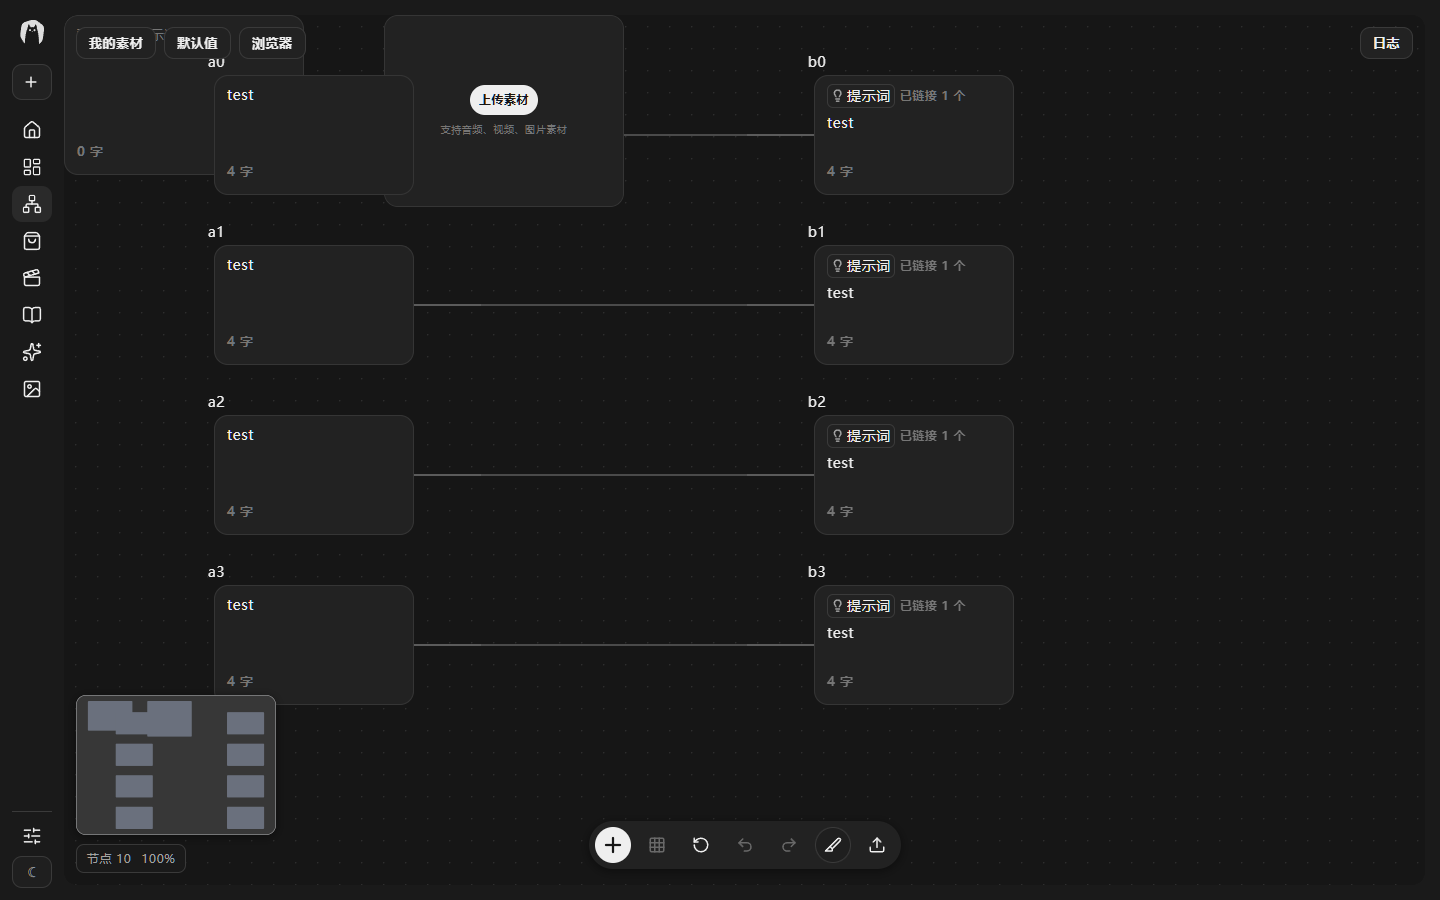 我的素材
默认值
浏览器
日志
示
0 字
a0
test
4 字
上传素材
支持音频、视频、图片素材
b0
提示词 已链接 1 个
test
4 字
a1
test
4 字
b1
提示词 已链接 1 个
test
4 字
a2
test
4 字
b2
提示词 已链接 1 个
test
4 字
a3
test
4 字
b3
提示词 已链接 1 个
test
4 字
节点 10 100%